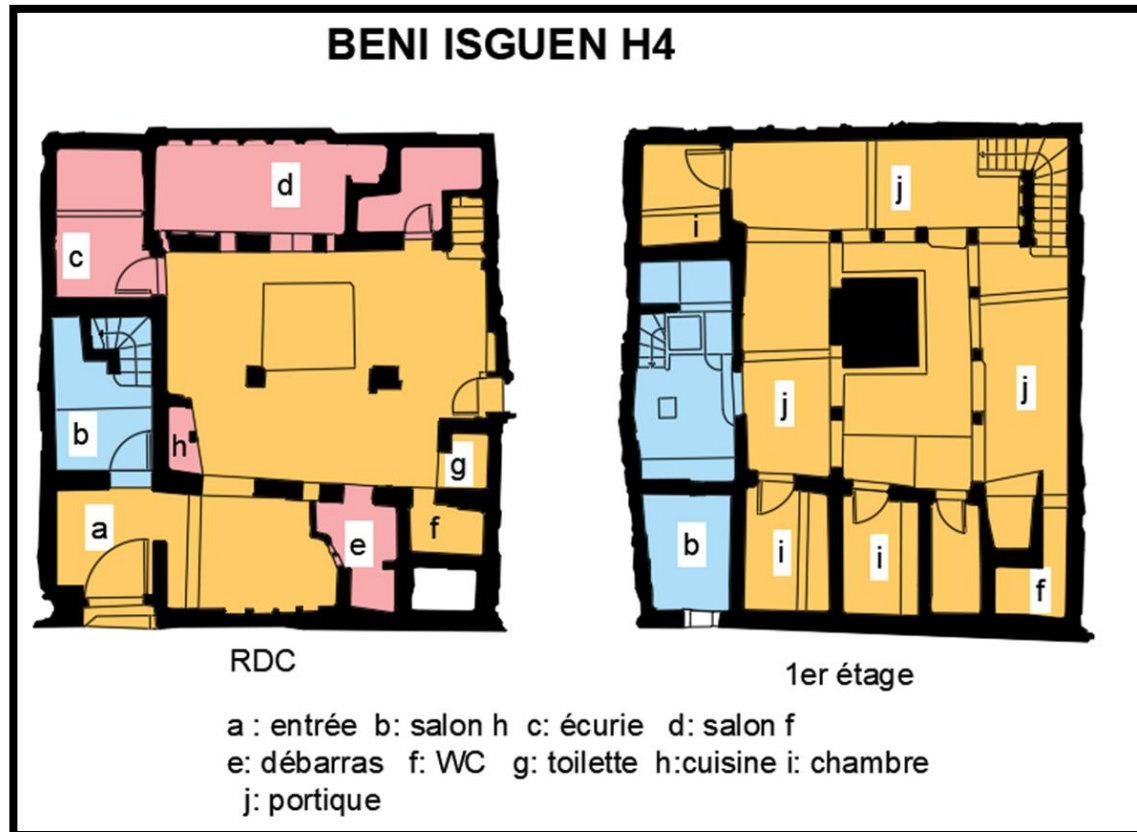 BENI ISGUEN H4
d
c
b
h
a
g
f
e
j
i
j
j
b
i
i
f
RDC
1er étage
a : entrée b: salon h c: écurie d: salon f
e: débarras f: WC g: toilette h:cuisine i: chambre
j: portique